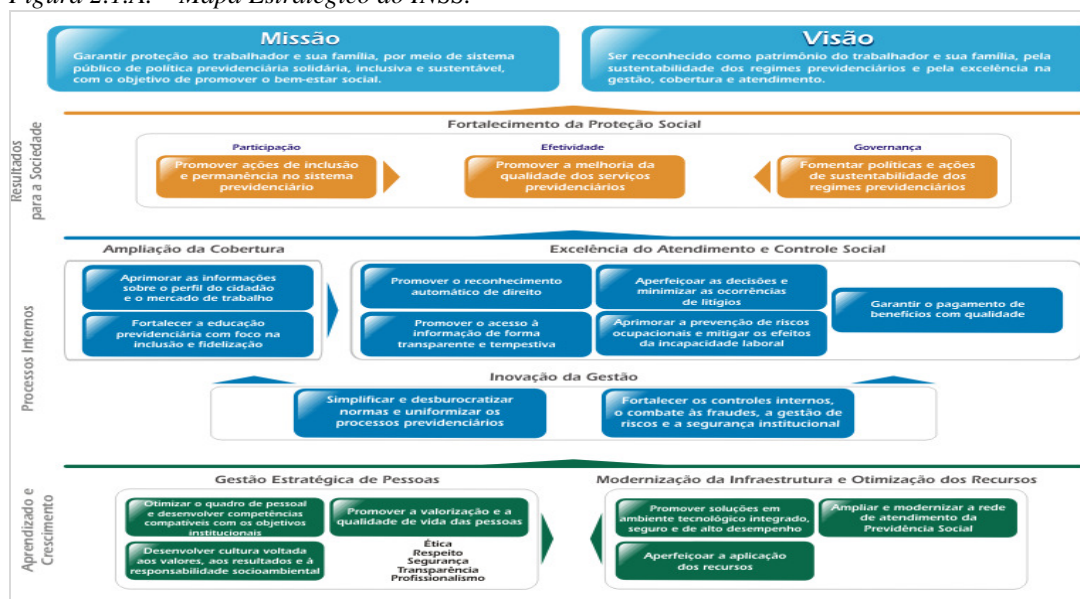 Figura 2.1.A. – Mapa Estratégico do INSS.
Missão
Garantir proteção ao trabalhador e sua família, por meio de sistema
público de política previdenciária solidária, inclusiva e sustentável,
com o objetivo de promover o bem-estar social.
Visão
Ser reconhecido como patrimônio do trabalhador e sua família, pela
sustentabilidade dos regimes previdenciários e pela excelência na
gestão, cobertura e atendimento.
Resultados
para a Sociedade
Fortalecimento da Proteção Social
Participação
Promover ações de inclusão
e permanência no sistema
previdenciário
Efetividade
Promover a melhoria da
qualidade dos serviços
previdenciários
Governança
Fomentar políticas e ações
de sustentabilidade dos
regimes previdenciários
Processos Internos
Ampliação da Cobertura
Aprimorar as informações
sobre o perfil do cidadão
e o mercado de trabalho
Fortalecer a educação
previdenciária com foco na
inclusão e fidelização
Excelência do Atendimento e Controle Social
Promover o reconhecimento
automático de direito
Aperfeiçoar as decisões e
minimizar as ocorrências
de litígios
Garantir o pagamento de
benefícios com qualidade
Promover o acesso à
informação de forma
transparente e tempestiva
Aprimorar a prevenção de riscos
ocupacionais e mitigar os efeitos
da incapacidade laboral
Inovação da Gestão
Simplificar e desburocratizar
normas e uniformizar os
processos previdenciários
Fortalecer os controles internos,
o combate às fraudes, a gestão de
riscos e a segurança institucional
Aprendizado e
Crescimento
Gestão Estratégica de Pessoas
Otimizar o quadro de pessoal
e desenvolver competências
compatíveis com os objetivos
institucionais
Promover a valorização e a
qualidade de vida das pessoas
Desenvolver cultura voltada
aos valores, aos resultados e à
responsabilidade socioambiental
Ética
Respeito
Segurança
Transparência
Profissionalismo
Modernização da Infraestrutura e Otimização dos Recursos
Promover soluções em
ambiente tecnológico integrado,
seguro e de alto desempenho
Ampliar e modernizar a rede
de atendimento da
Previdência Social
Aperfeiçoar a aplicação
dos recursos